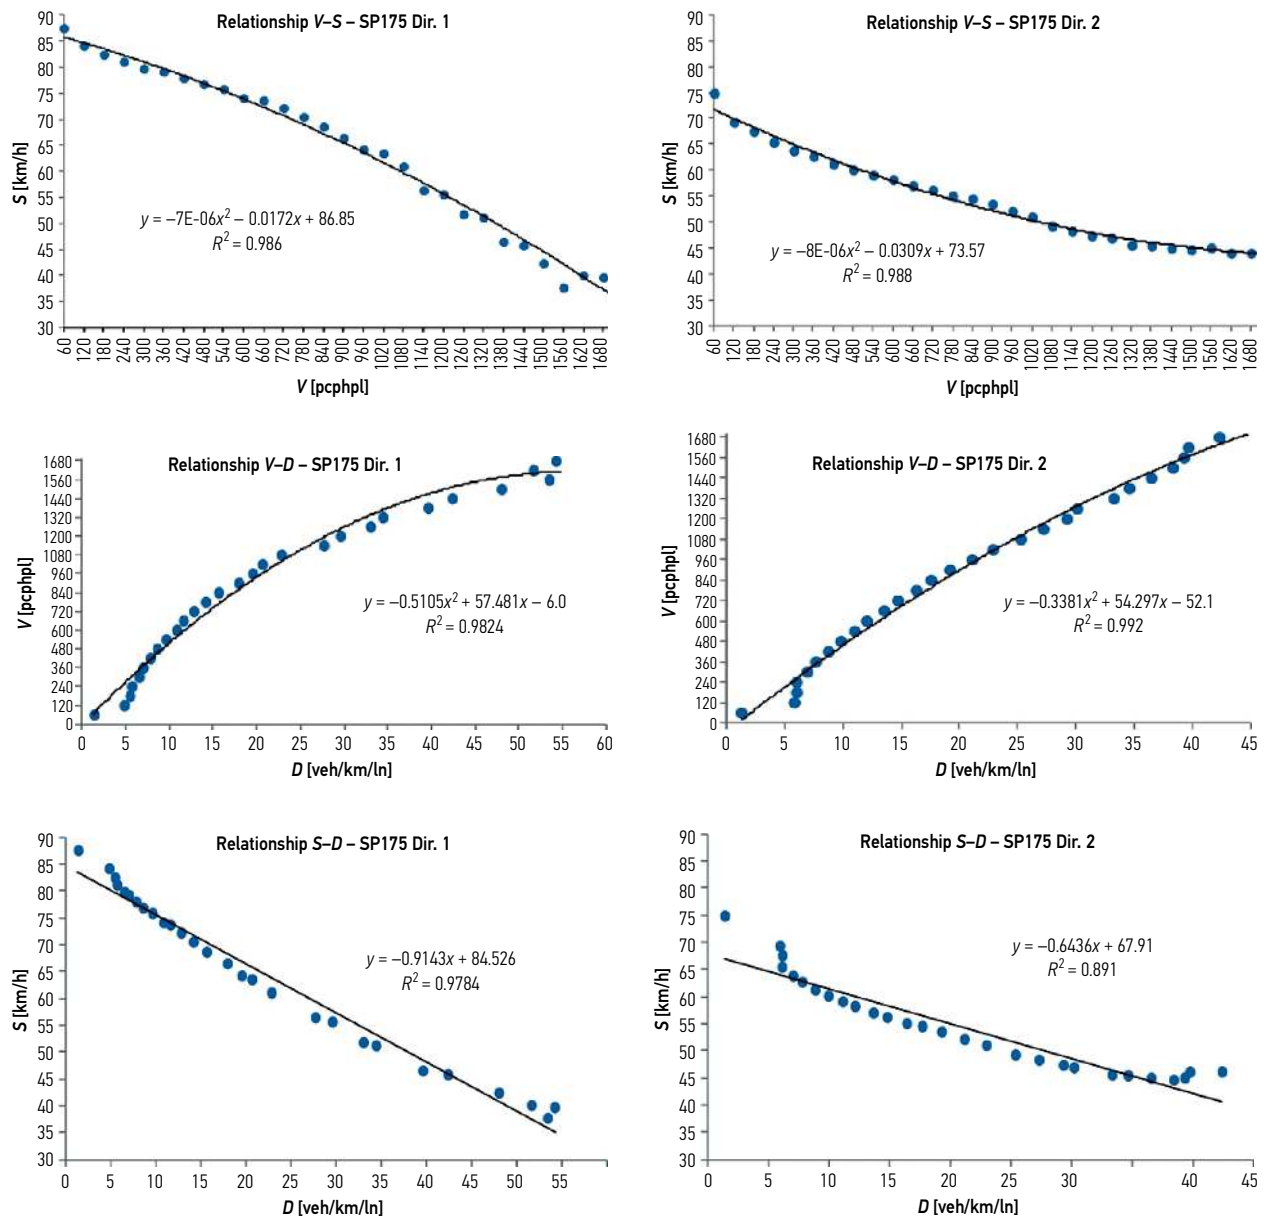 Relationship V–S – SP175 Dir. 1
90
85
80
75
70
65
60
55
50
45
40
35
30
S [km/h]
y = –7E-06x² – 0.0172x + 86.85
R² = 0.986
60 120 180 240 300 360 420 480 540 600 660 720 780 840 900 960 1020 1080 1140 1200 1260 1320 1380 1440 1500 1560 1620 1680
V [pcphpl]
Relationship V–S – SP175 Dir. 2
90
85
80
75
70
65
60
55
50
45
40
35
30
S [km/h]
y = –8E-06x² – 0.0309x + 73.57
R² = 0.988
60 120 180 240 300 360 420 480 540 600 660 720 780 840 900 960 1020 1080 1140 1200 1260 1320 1380 1440 1500 1560 1620 1680
V [pcphpl]
Relationship V–D – SP175 Dir. 1
1680
1560
1440
1320
1200
1080
960
840
720
600
480
360
240
120
0
V [pcphpl]
y = –0.5105x² + 57.481x – 6.0
R² = 0.9824
0 5 10 15 20 25 30 35 40 45 50 55 60
D [veh/km/ln]
Relationship V–D – SP175 Dir. 2
1680
1560
1440
1320
1200
1080
960
840
720
600
480
360
240
120
0
V [pcphpl]
y = –0.3381x² + 54.297x – 52.1
R² = 0.992
0 5 10 15 20 25 30 35 40 45
D [veh/km/ln]
Relationship S–D – SP175 Dir. 1
90
85
80
75
70
65
60
55
50
45
40
35
30
S [km/h]
y = –0.9143x + 84.526
R² = 0.9784
0 5 10 15 20 25 30 35 40 45 50 55
D [veh/km/ln]
Relationship S–D – SP175 Dir. 2
90
85
80
75
70
65
60
55
50
45
40
35
30
S [km/h]
y = –0.6436x + 67.91
R² = 0.891
0 5 10 15 20 25 30 40 45
D [veh/km/ln]